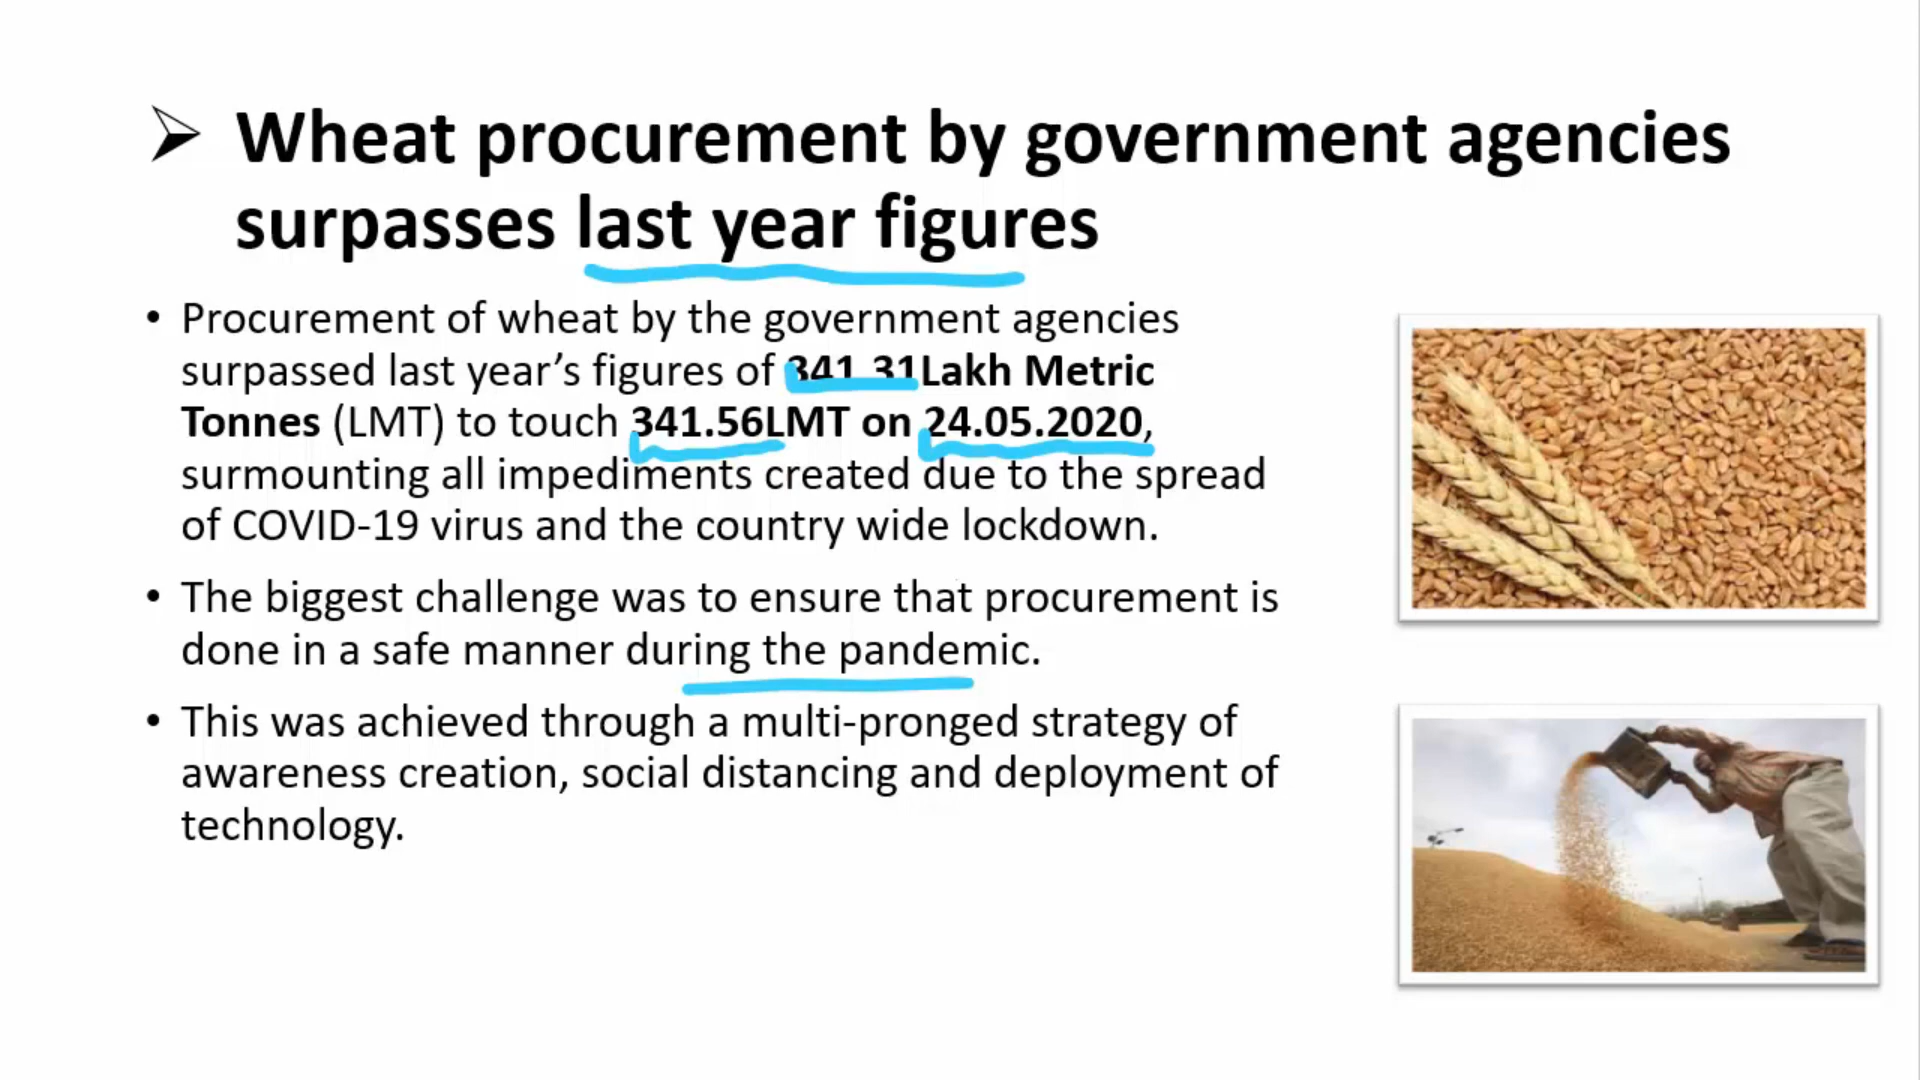 Wheat procurement by government agencies
surpasses last year figures
• Procurement of wheat by the government agencies
surpassed last year’s figures of 341.31Lakh Metric
Tonnes (LMT) to touch 341.56LMT on 24.05.2020,
surmounting all impediments created due to the spread
of COVID-19 virus and the country wide lockdown.
• The biggest challenge was to ensure that procurement is
done in a safe manner during the pandemic.
• This was achieved through a multi-pronged strategy of
awareness creation, social distancing and deployment of
technology.